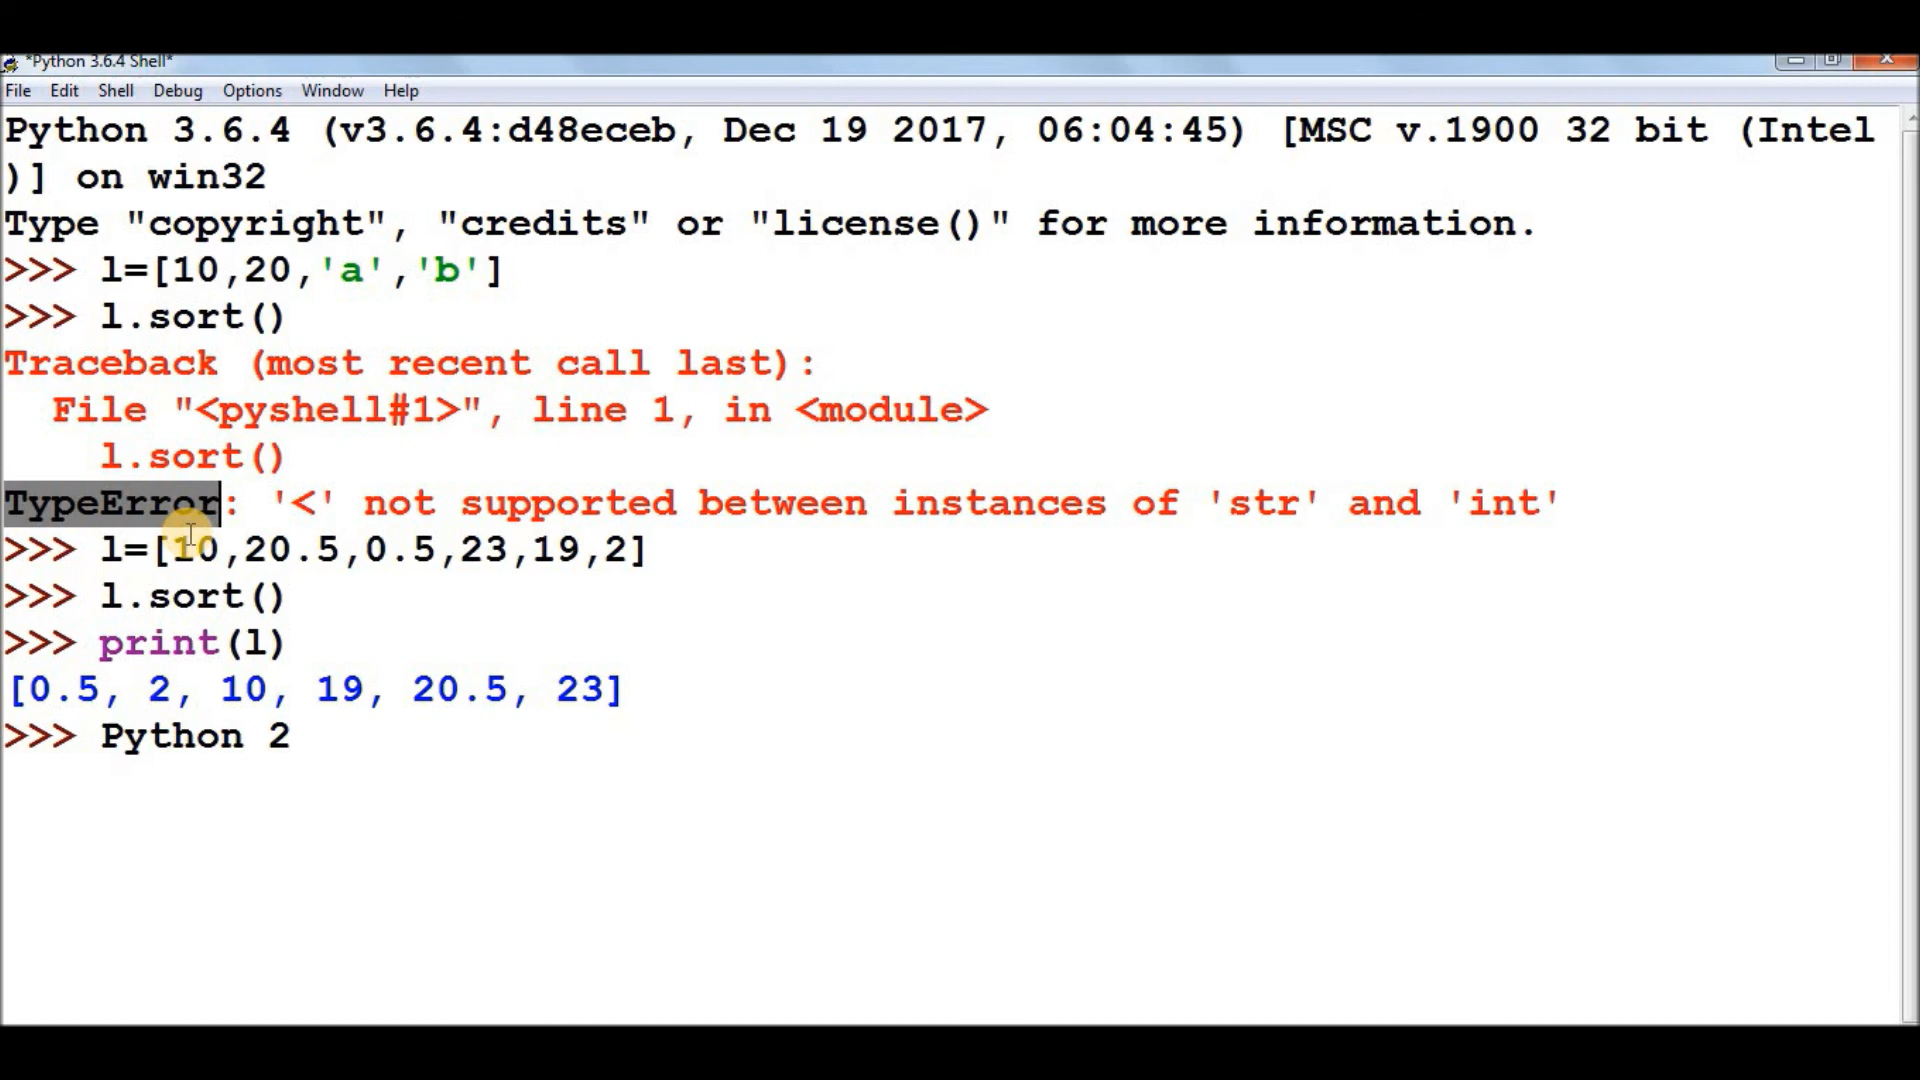 *Python 3.6.4 Shell*
File Edit Shell Debug Options Window Help
Python 3.6.4 (v3.6.4:d48eceb, Dec 19 2017, 06:04:45) [MSC v.1900 32 bit (Intel
)] on win32
Type "copyright", "credits" or "license()" for more information.
>>> l=[10,20,'a','b']
>>> l.sort()
Traceback (most recent call last):
  File "<pyshell#1>", line 1, in <module>
    l.sort()
TypeError: '<' not supported between instances of 'str' and 'int'
>>> l=[10,20.5,0.5,23,19,2]
>>> l.sort()
>>> print(l)
[0.5, 2, 10, 19, 20.5, 23]
>>> Python 2